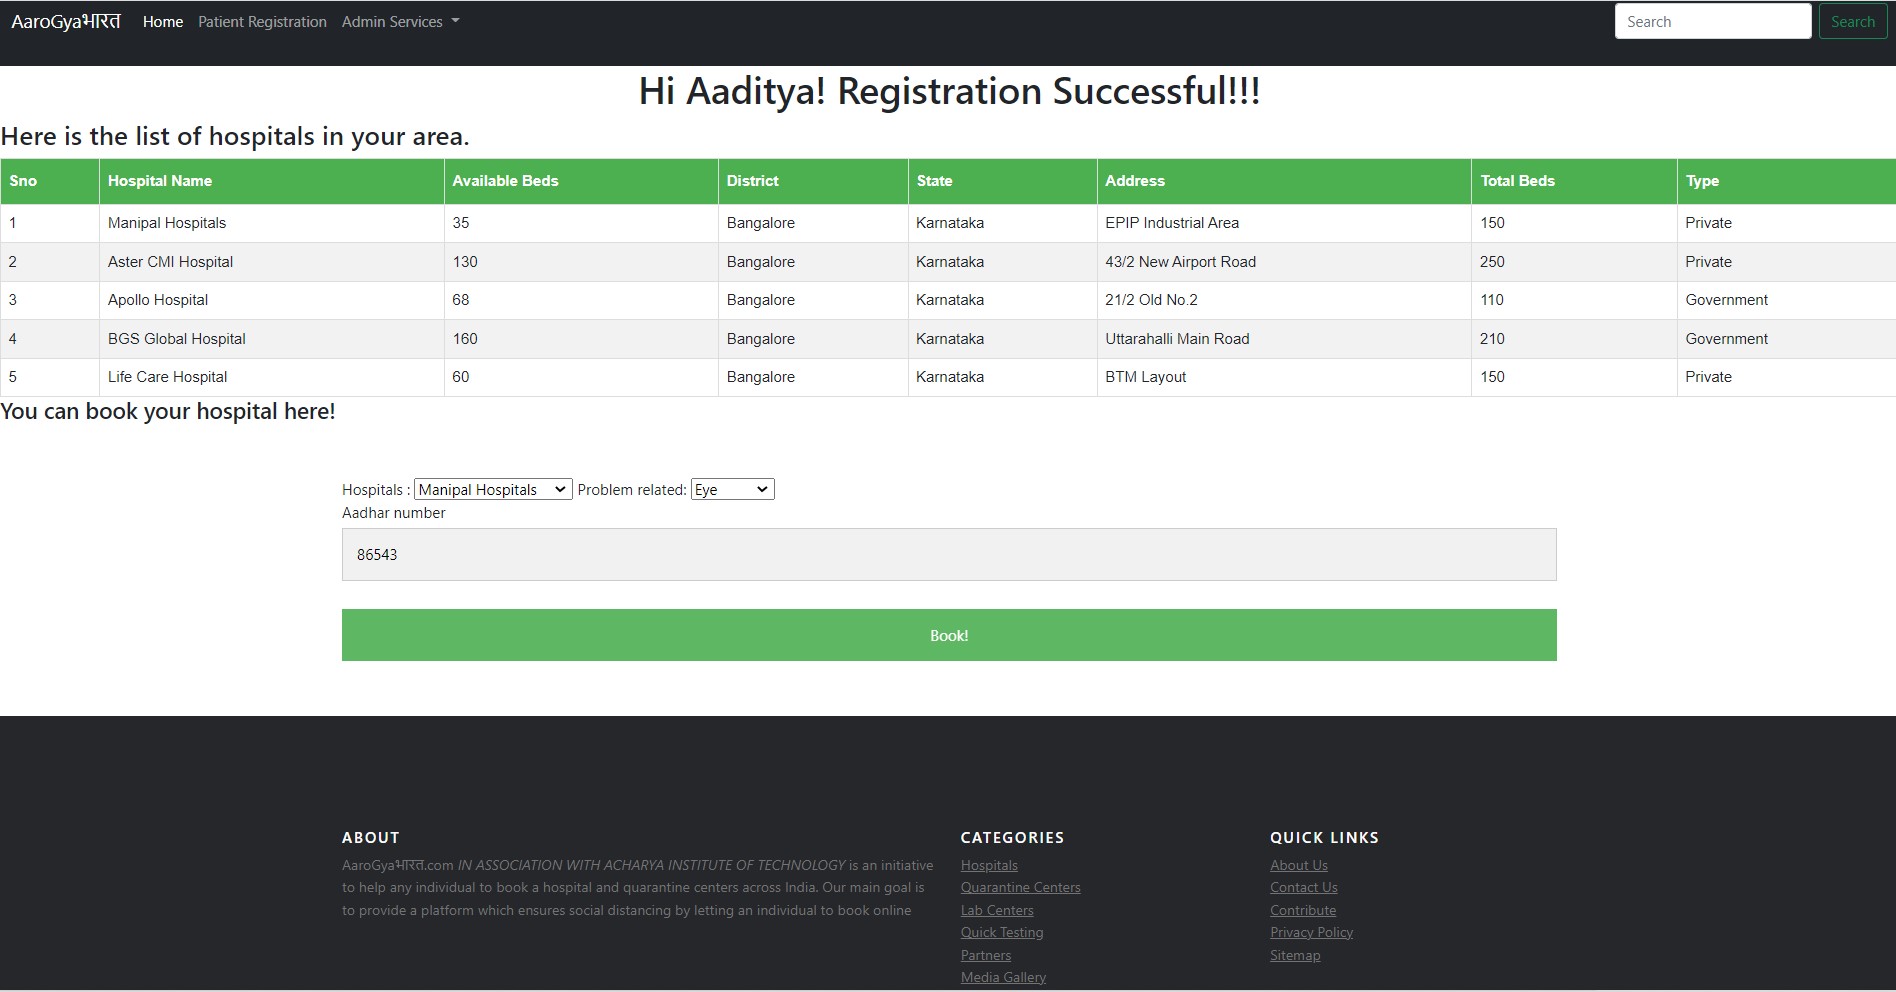 AaroGyaभारत Home Patient Registration Admin Services Search Search
Hi Aaditya! Registration Successful!!!
Here is the list of hospitals in your area.
Sno Hospital Name Available Beds District State Address Total Beds Type
1 Manipal Hospitals 35 Bangalore Karnataka EPIP Industrial Area 150 Private
2 Aster CMI Hospital 130 Bangalore Karnataka 43/2 New Airport Road 250 Private
3 Apollo Hospital 68 Bangalore Karnataka 21/2 Old No.2 110 Government
4 BGS Global Hospital 160 Bangalore Karnataka Uttarahalli Main Road 210 Government
5 Life Care Hospital 60 Bangalore Karnataka BTM Layout 150 Private
You can book your hospital here!
Hospitals : Manipal Hospitals Problem related: Eye
Aadhar number
86543
Book!
ABOUT
AaroGyaभारत.com IN ASSOCIATION WITH ACHARYA INSTITUTE OF TECHNOLOGY is an initiative
to help any individual to book a hospital and quarantine centers across India. Our main goal is
to provide a platform which ensures social distancing by letting an individual to book online
CATEGORIES
Hospitals
Quarantine Centers
Lab Centers
Quick Testing
Partners
Media Gallery
QUICK LINKS
About Us
Contact Us
Contribute
Privacy Policy
Sitemap